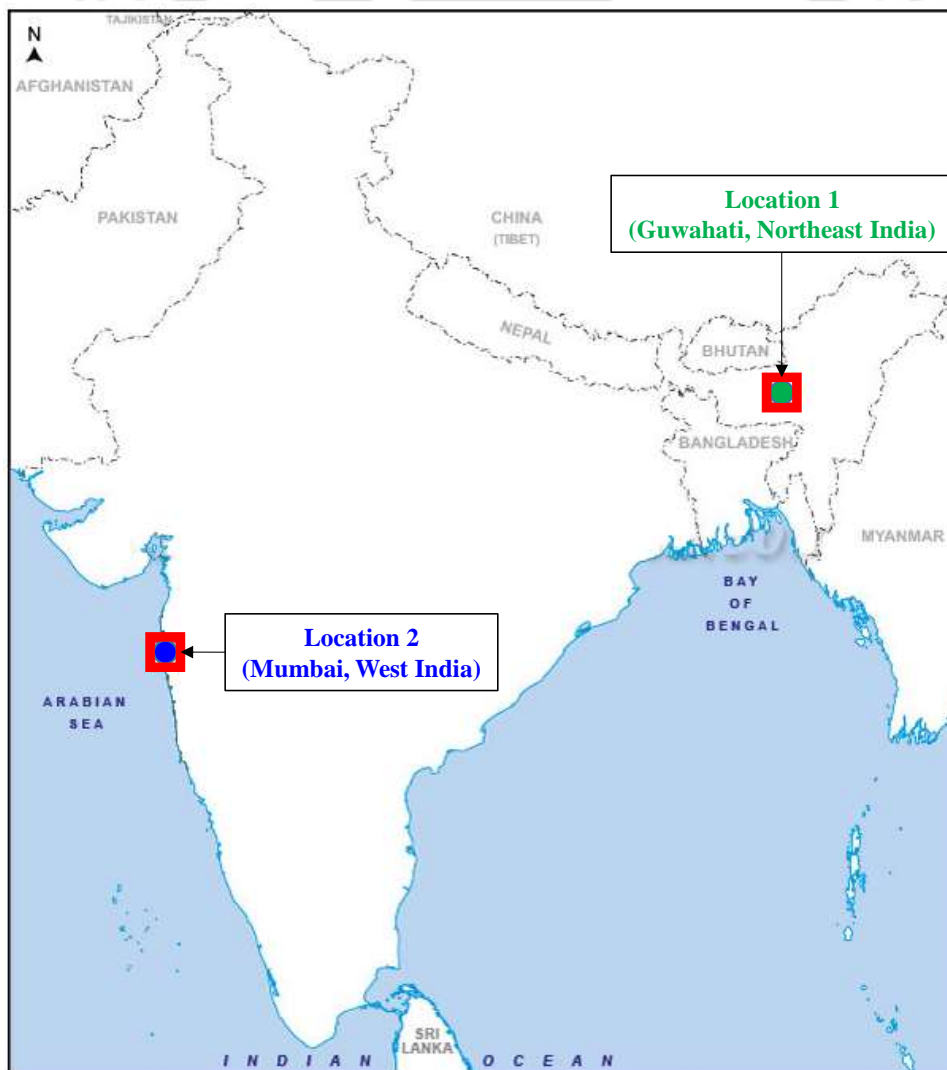 TAJIKISTAN
N
AFGHANISTAN
PAKISTAN
CHINA
(TIBET)
Location 1
(Guwahati, Northeast India)
NEPAL
BHUTAN
BANGLADESH
MYANMAR
BAY
OF
BENGAL
Location 2
(Mumbai, West India)
ARABIAN
SEA
SRI
LANKA
INDIAN OCEAN